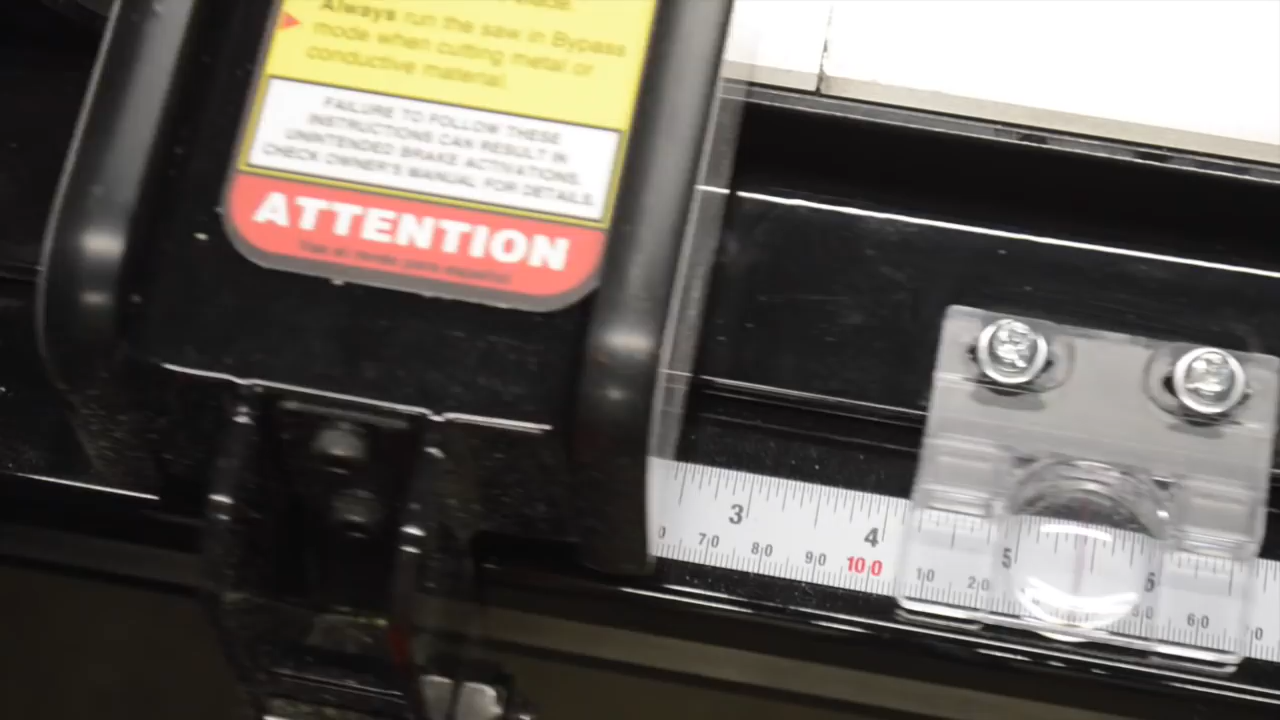 Always run the saw in Bypass
mode when cutting metal or
conductive material.
FAILURE TO FOLLOW THESE
INSTRUCTIONS CAN RESULT IN
UNINTENDED BRAKE ACTIVATIONS.
CHECK OWNER'S MANUAL FOR DETAILS.
ATTENTION
3 4 5 6
0 70 80 90 100 10 20 60 0